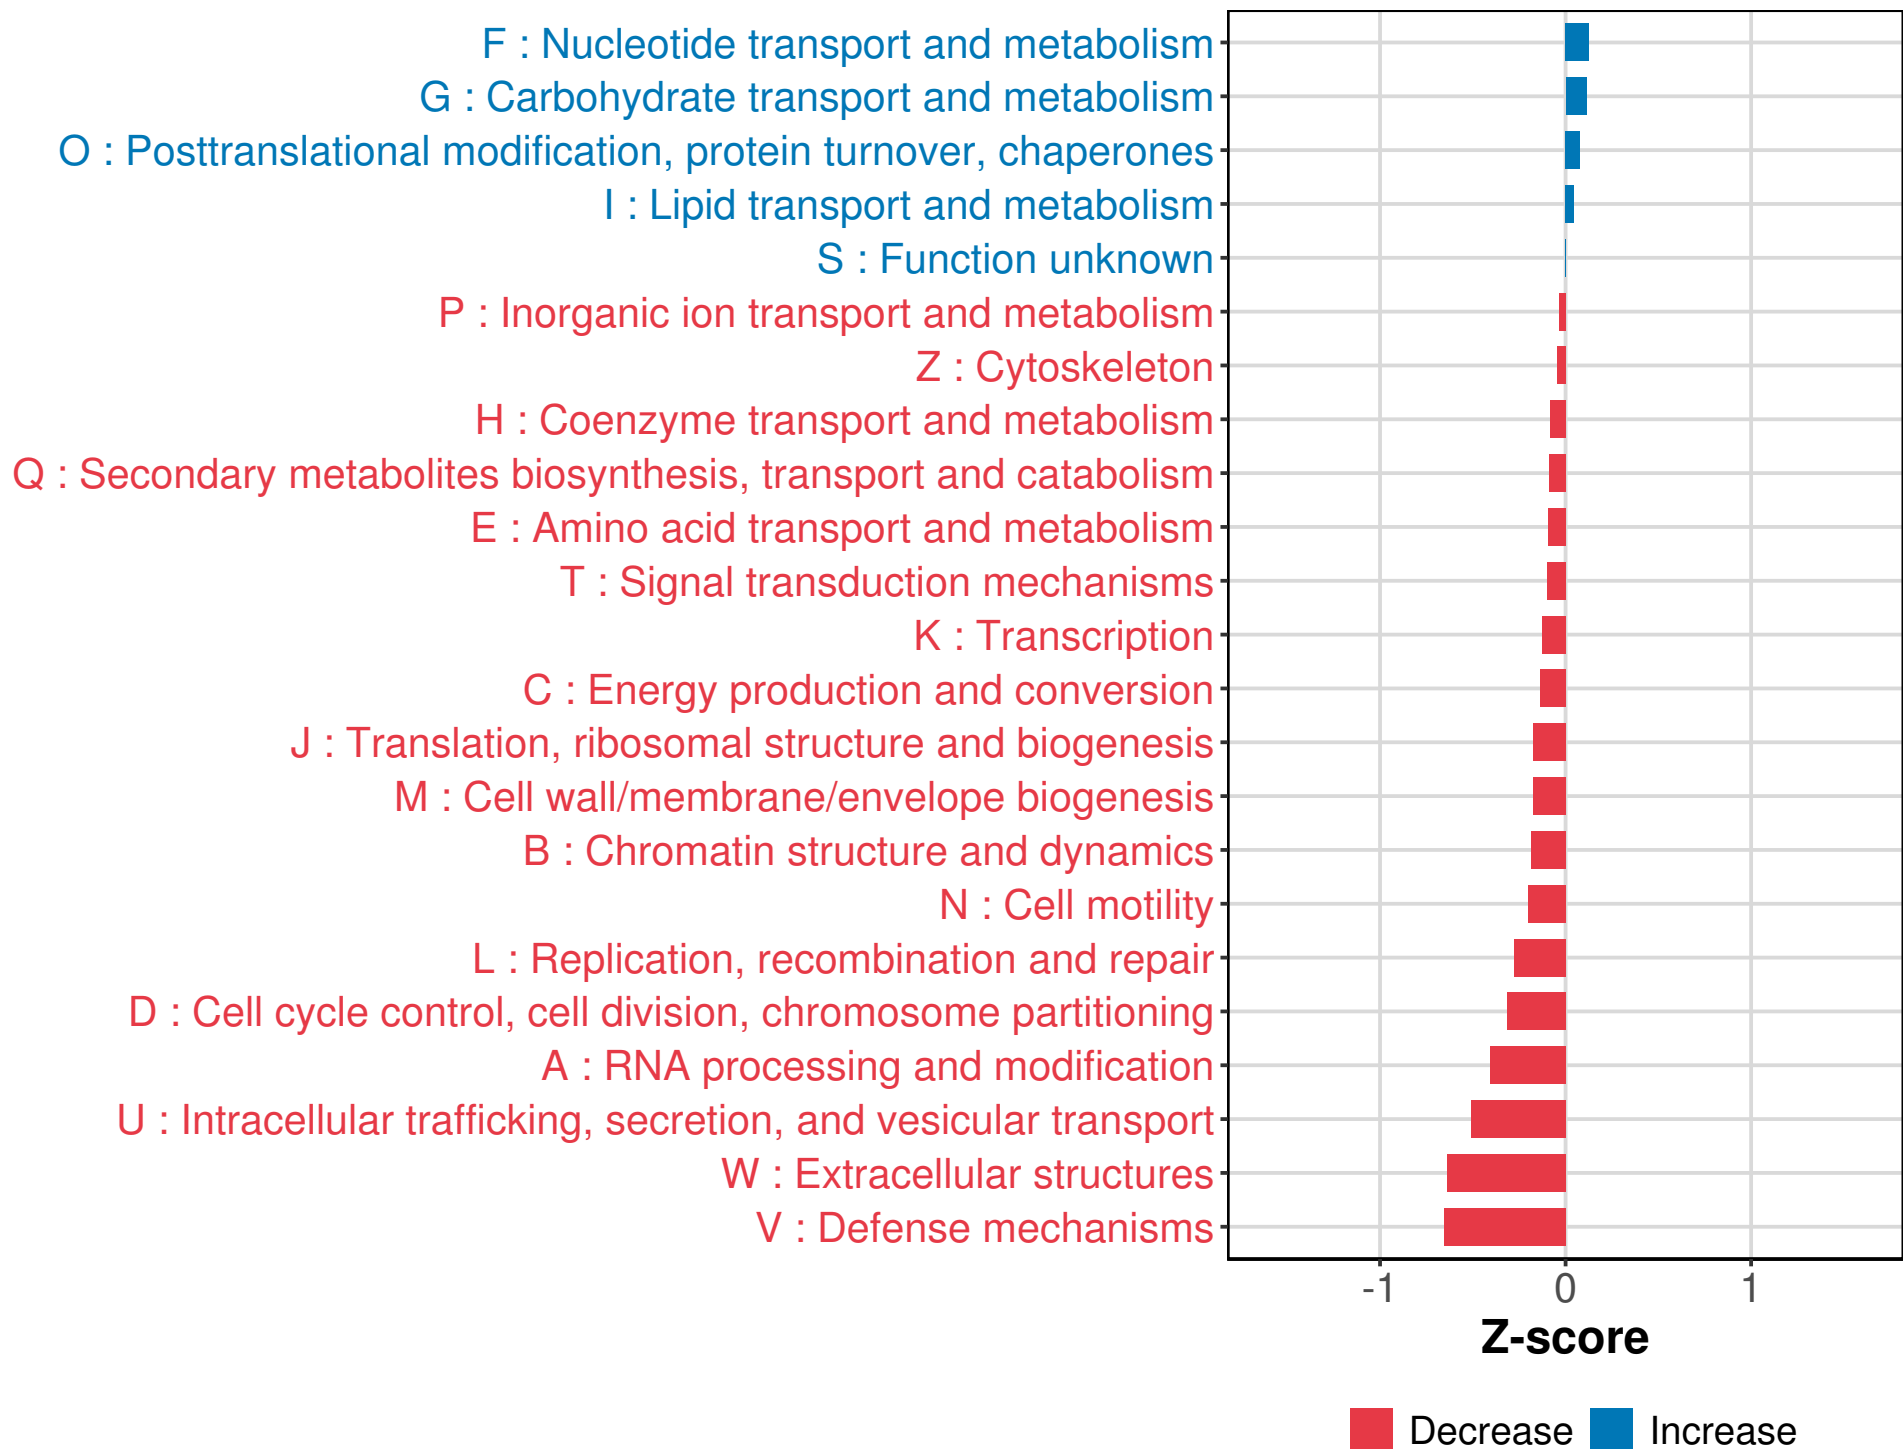 F : Nucleotide transport and metabolism
G : Carbohydrate transport and metabolism
O : Posttranslational modification, protein turnover, chaperones
I : Lipid transport and metabolism
S : Function unknown
P : Inorganic ion transport and metabolism
Z : Cytoskeleton
H : Coenzyme transport and metabolism
Q : Secondary metabolites biosynthesis, transport and catabolism
E : Amino acid transport and metabolism
T : Signal transduction mechanisms
K : Transcription
C : Energy production and conversion
J : Translation, ribosomal structure and biogenesis
M : Cell wall/membrane/envelope biogenesis
B : Chromatin structure and dynamics
N : Cell motility
L : Replication, recombination and repair
D : Cell cycle control, cell division, chromosome partitioning
A : RNA processing and modification
U : Intracellular trafficking, secretion, and vesicular transport
W : Extracellular structures
V : Defense mechanisms
-1 0 1
Z-score
Decrease Increase